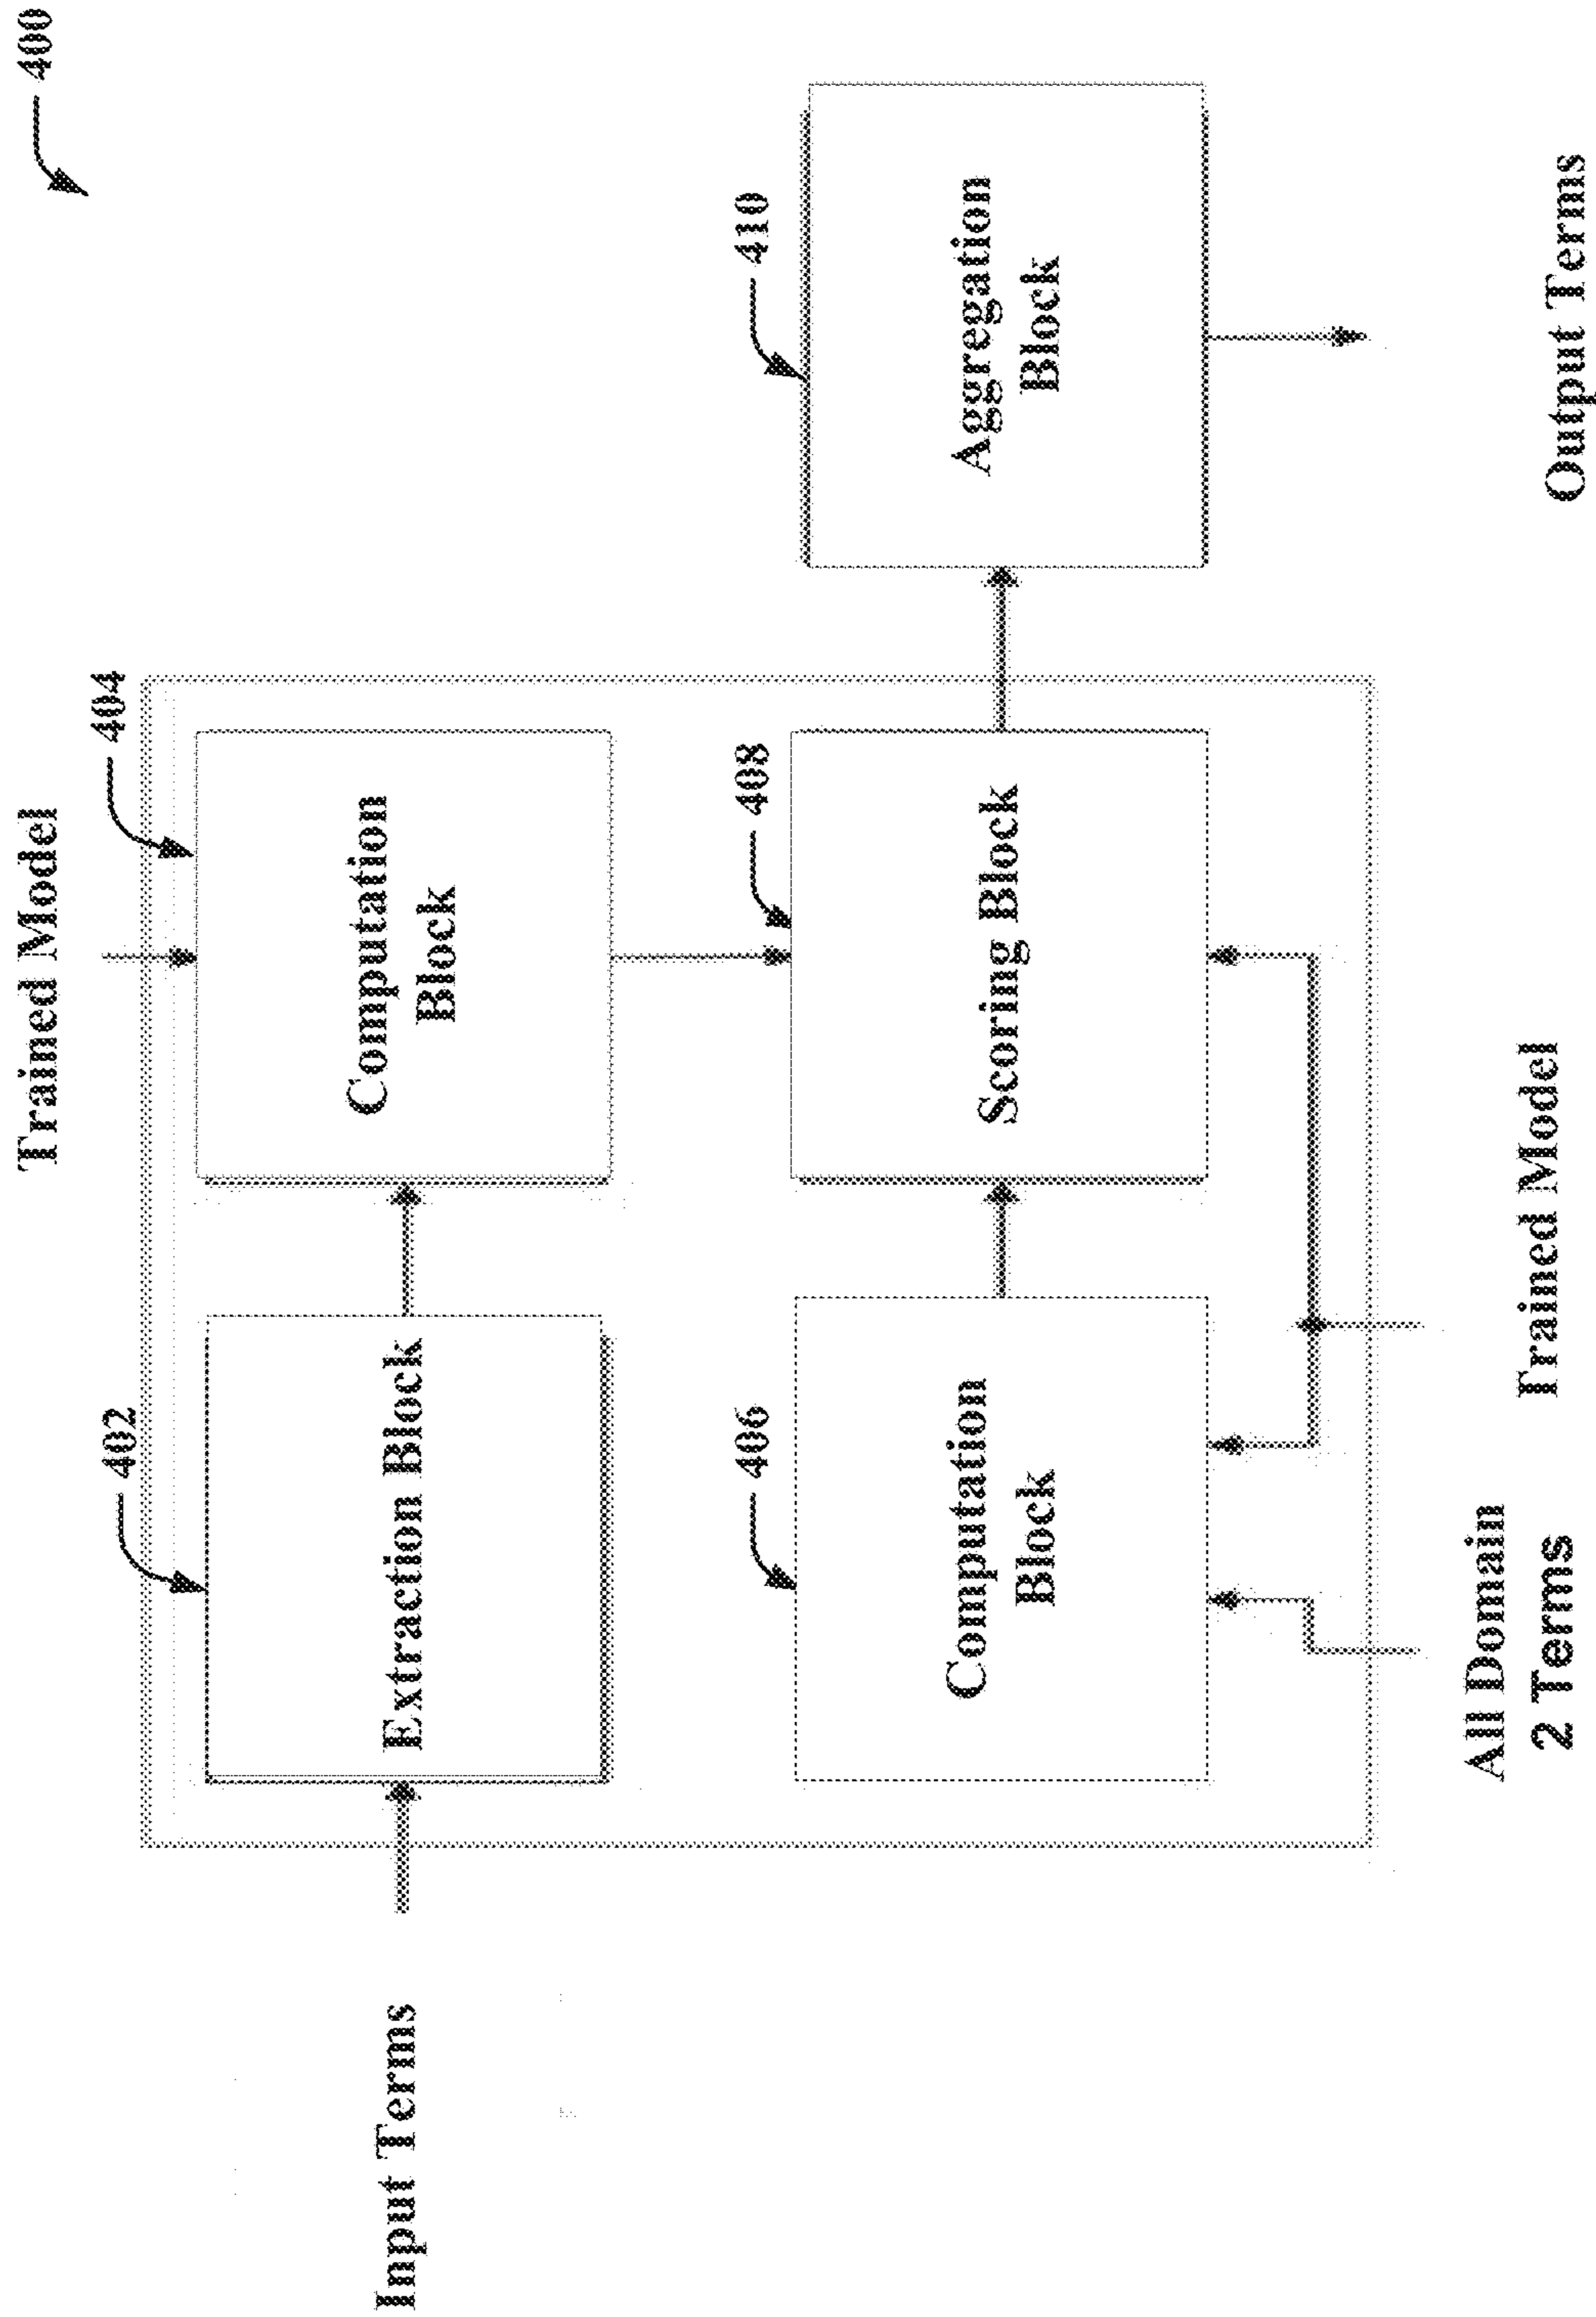 400
Trained Model
404
402
Extraction Block
Computation
Block
410
408
406
Input Terms
Computation
Block
Scoring Block
Aggregation
Block
All Domain
2 Terms
Trained Model
Output Terms